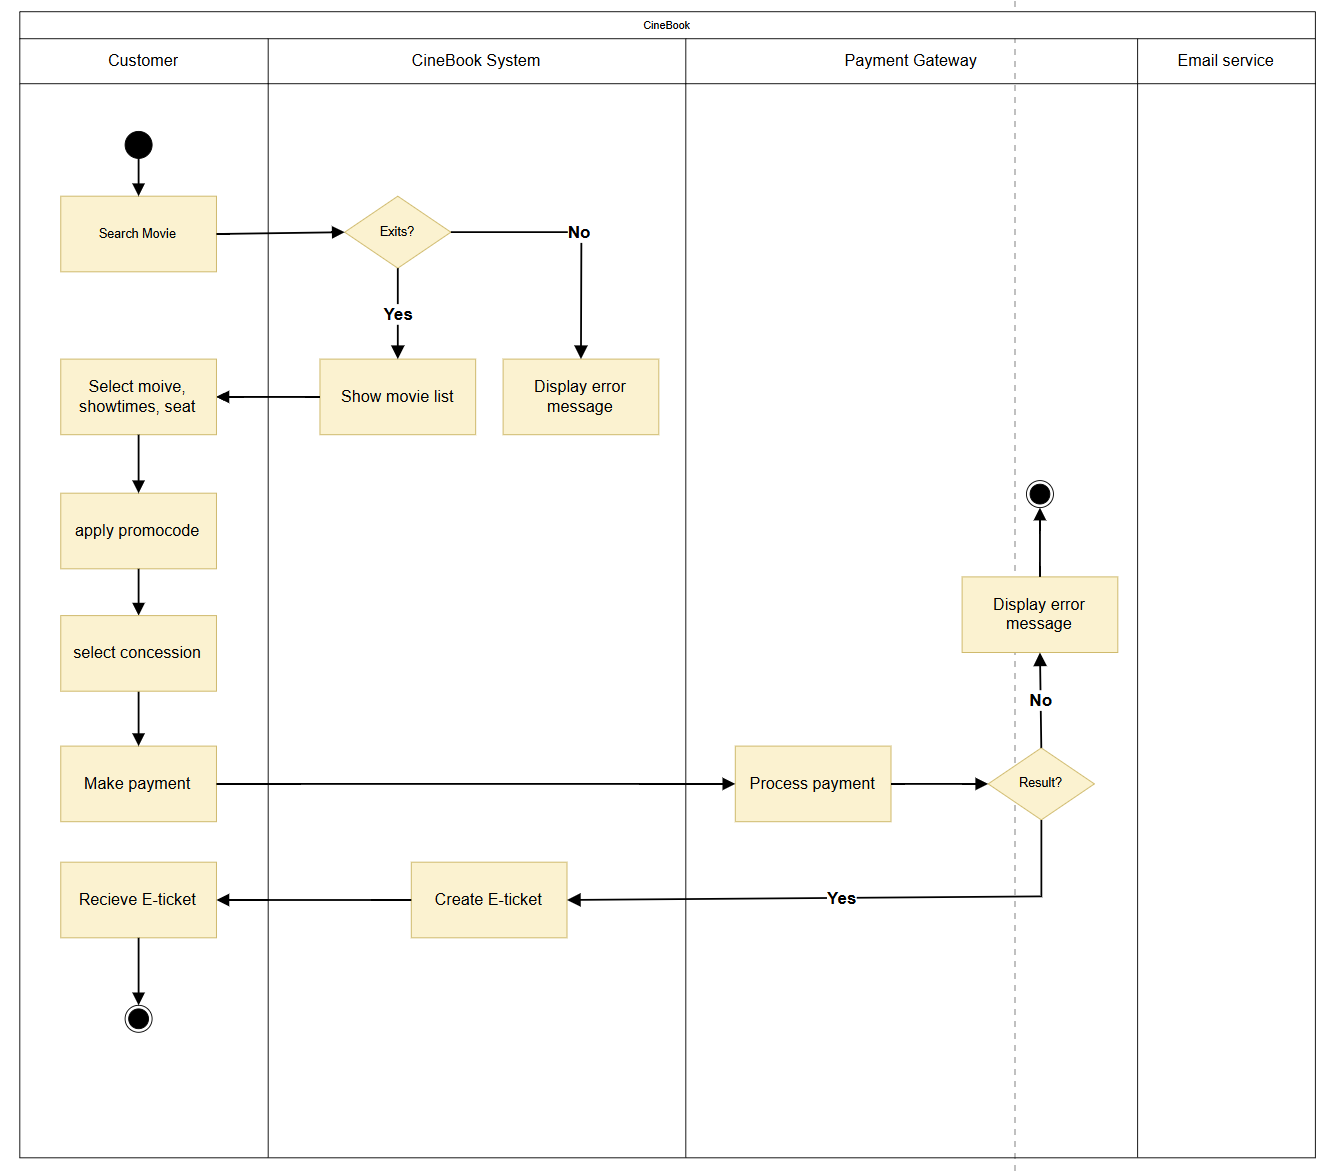 CineBook
Customer
CineBook System
Payment Gateway
Email service
Search Movie
Exits?
No
Yes
Select moive,
showtimes, seat
Show movie list
Display error
message
apply promocode
Display error
message
select concession
No
Make payment
Process payment
Result?
Recieve E-ticket
Create E-ticket
Yes